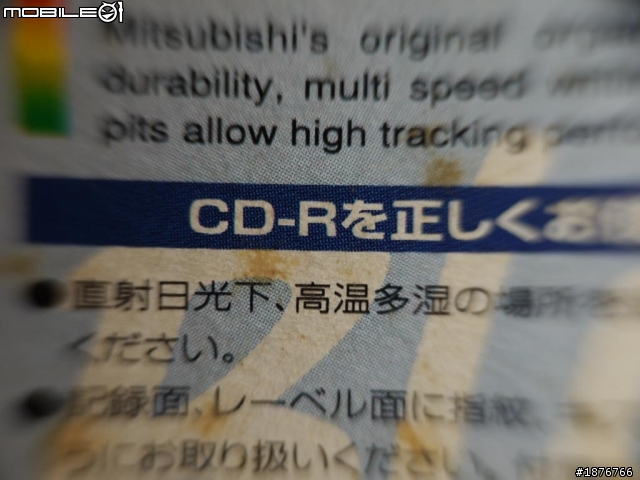 MOBILE01
Mitsubishi's original
durability, multi speed
pits allow high tracking
CD-Rを正しくお
●直射日光下、高温多湿の場所を
ください。
●記録面、レーベル面に指紋、
うにお取り扱いください。
#1876766